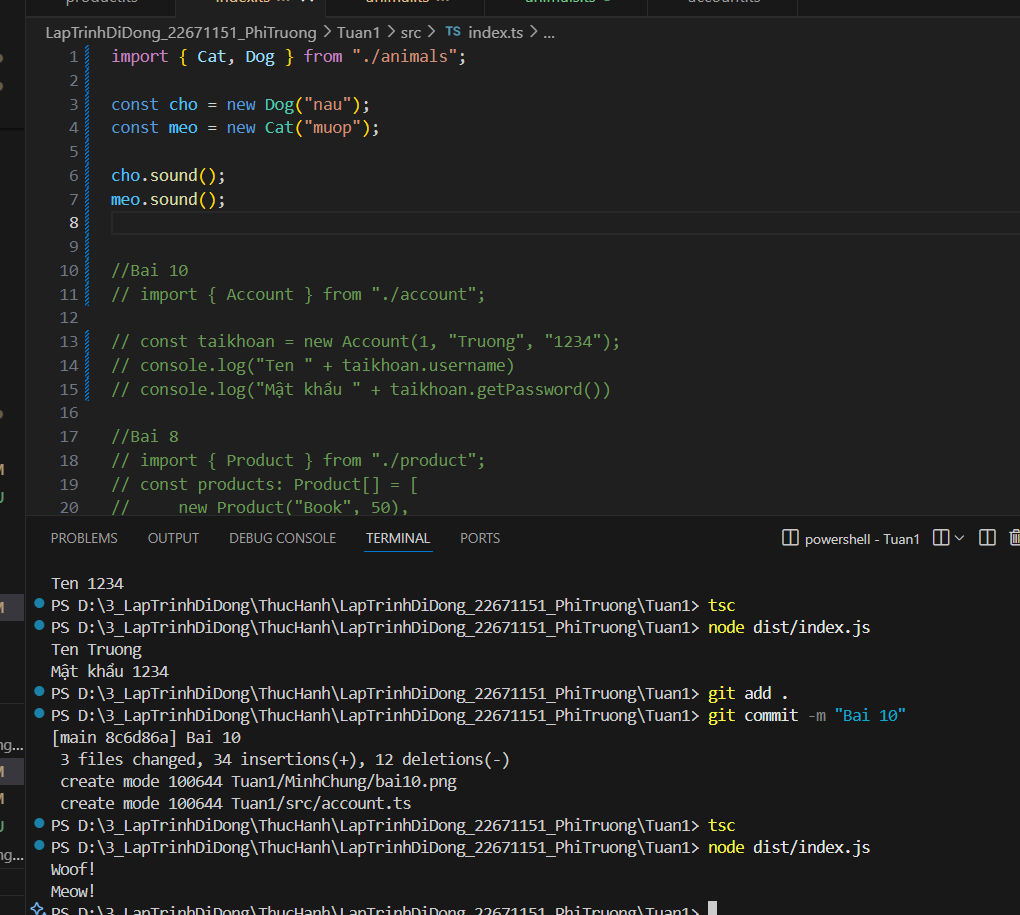 LapTrinhDiDong_22671151_PhiTruong > Tuan1 > src > TS index.ts > ...
1 import { Cat, Dog } from "./animals";
2
3 const cho = new Dog("nau");
4 const meo = new Cat("muop");
5
6 cho.sound();
7 meo.sound();
8
9
10 //Bai 10
11 // import { Account } from "./account";
12
13 // const taikhoan = new Account(1, "Truong", "1234");
14 // console.log("Ten " + taikhoan.username)
15 // console.log("Mật khẩu " + taikhoan.getPassword())
16
17 //Bai 8
18 // import { Product } from "./product";
19 // const products: Product[] = [
20 //     new Product("Book", 50),
PROBLEMS OUTPUT DEBUG CONSOLE TERMINAL PORTS powershell - Tuan1
Ten 1234
PS D:\3_LapTrinhDiDong\ThucHanh\LapTrinhDiDong_22671151_PhiTruong\Tuan1> tsc
PS D:\3_LapTrinhDiDong\ThucHanh\LapTrinhDiDong_22671151_PhiTruong\Tuan1> node dist/index.js
Ten Truong
Mật khẩu 1234
PS D:\3_LapTrinhDiDong\ThucHanh\LapTrinhDiDong_22671151_PhiTruong\Tuan1> git add .
PS D:\3_LapTrinhDiDong\ThucHanh\LapTrinhDiDong_22671151_PhiTruong\Tuan1> git commit -m "Bai 10"
[main 8c6d86a] Bai 10
 3 files changed, 34 insertions(+), 12 deletions(-)
 create mode 100644 Tuan1/MinhChung/bai10.png
 create mode 100644 Tuan1/src/account.ts
PS D:\3_LapTrinhDiDong\ThucHanh\LapTrinhDiDong_22671151_PhiTruong\Tuan1> tsc
PS D:\3_LapTrinhDiDong\ThucHanh\LapTrinhDiDong_22671151_PhiTruong\Tuan1> node dist/index.js
Woof!
Meow!
PS D:\3_LapTrinhDiDong\ThucHanh\LapTrinhDiDong_22671151_PhiTruong\Tuan1>